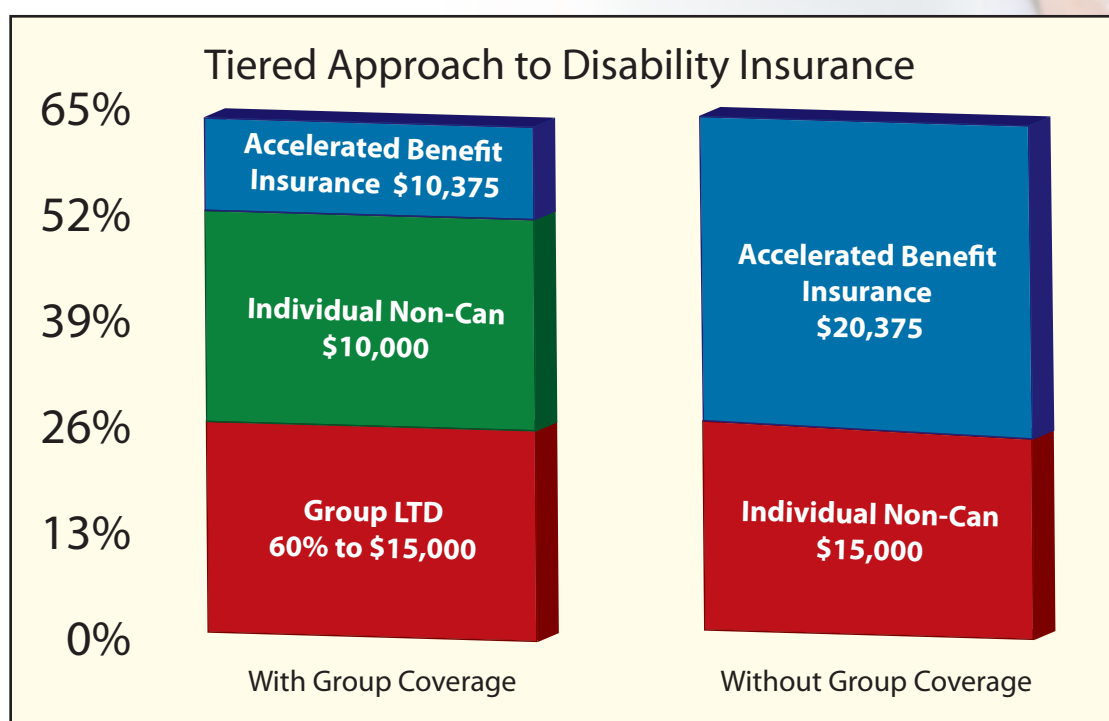 Tiered Approach to Disability Insurance
65%
52%
39%
26%
13%
0%
Accelerated Benefit
Insurance $10,375
Individual Non-Can
$10,000
Group LTD
60% to $15,000
With Group Coverage
Accelerated Benefit
Insurance
$20,375
Individual Non-Can
$15,000
Without Group Coverage